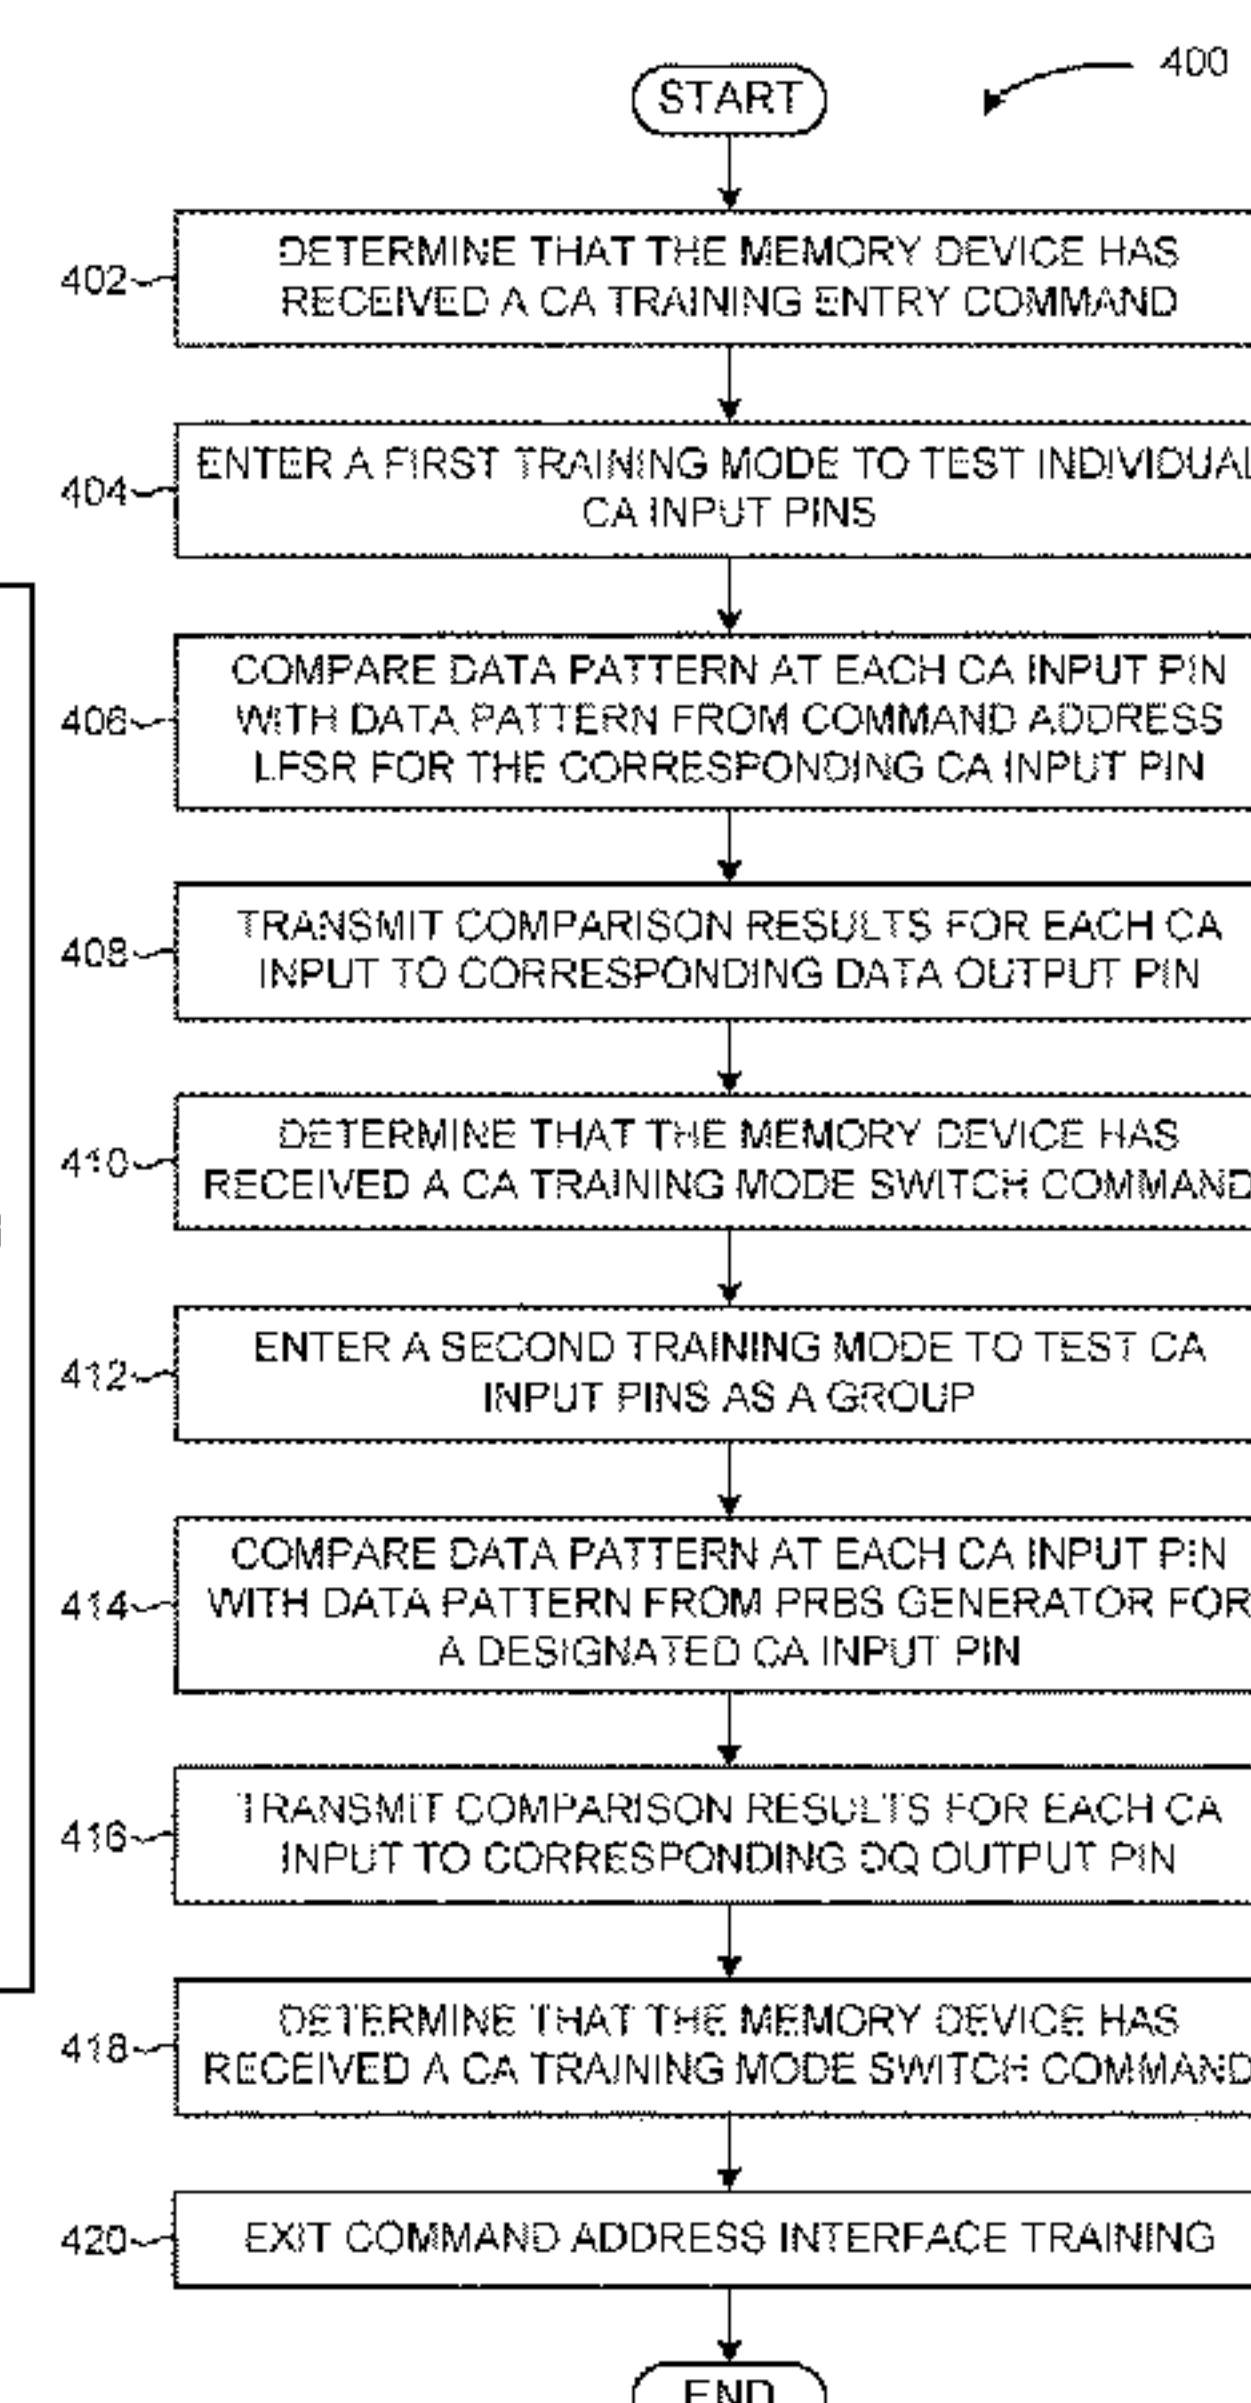 400
START
402
DETERMINE THAT THE MEMORY DEVICE HAS
RECEIVED A CA TRAINING ENTRY COMMAND
404
ENTER A FIRST TRAINING MODE TO TEST INDIVIDUAL
CA INPUT PINS
406
COMPARE DATA PATTERN AT EACH CA INPUT PIN
WITH DATA PATTERN FROM COMMAND ADDRESS
LFSR FOR THE CORRESPONDING CA INPUT PIN
408
TRANSMIT COMPARISON RESULTS FOR EACH CA
INPUT TO CORRESPONDING DATA OUTPUT PIN
410
DETERMINE THAT THE MEMORY DEVICE HAS
RECEIVED A CA TRAINING MODE SWITCH COMMAND
412
ENTER A SECOND TRAINING MODE TO TEST CA
INPUT PINS AS A GROUP
414
COMPARE DATA PATTERN AT EACH CA INPUT PIN
WITH DATA PATTERN FROM PRBS GENERATOR FOR
A DESIGNATED CA INPUT PIN
416
TRANSMIT COMPARISON RESULTS FOR EACH CA
INPUT TO CORRESPONDING DQ OUTPUT PIN
418
DETERMINE THAT THE MEMORY DEVICE HAS
RECEIVED A CA TRAINING MODE SWITCH COMMAND
420
EXIT COMMAND ADDRESS INTERFACE TRAINING
END